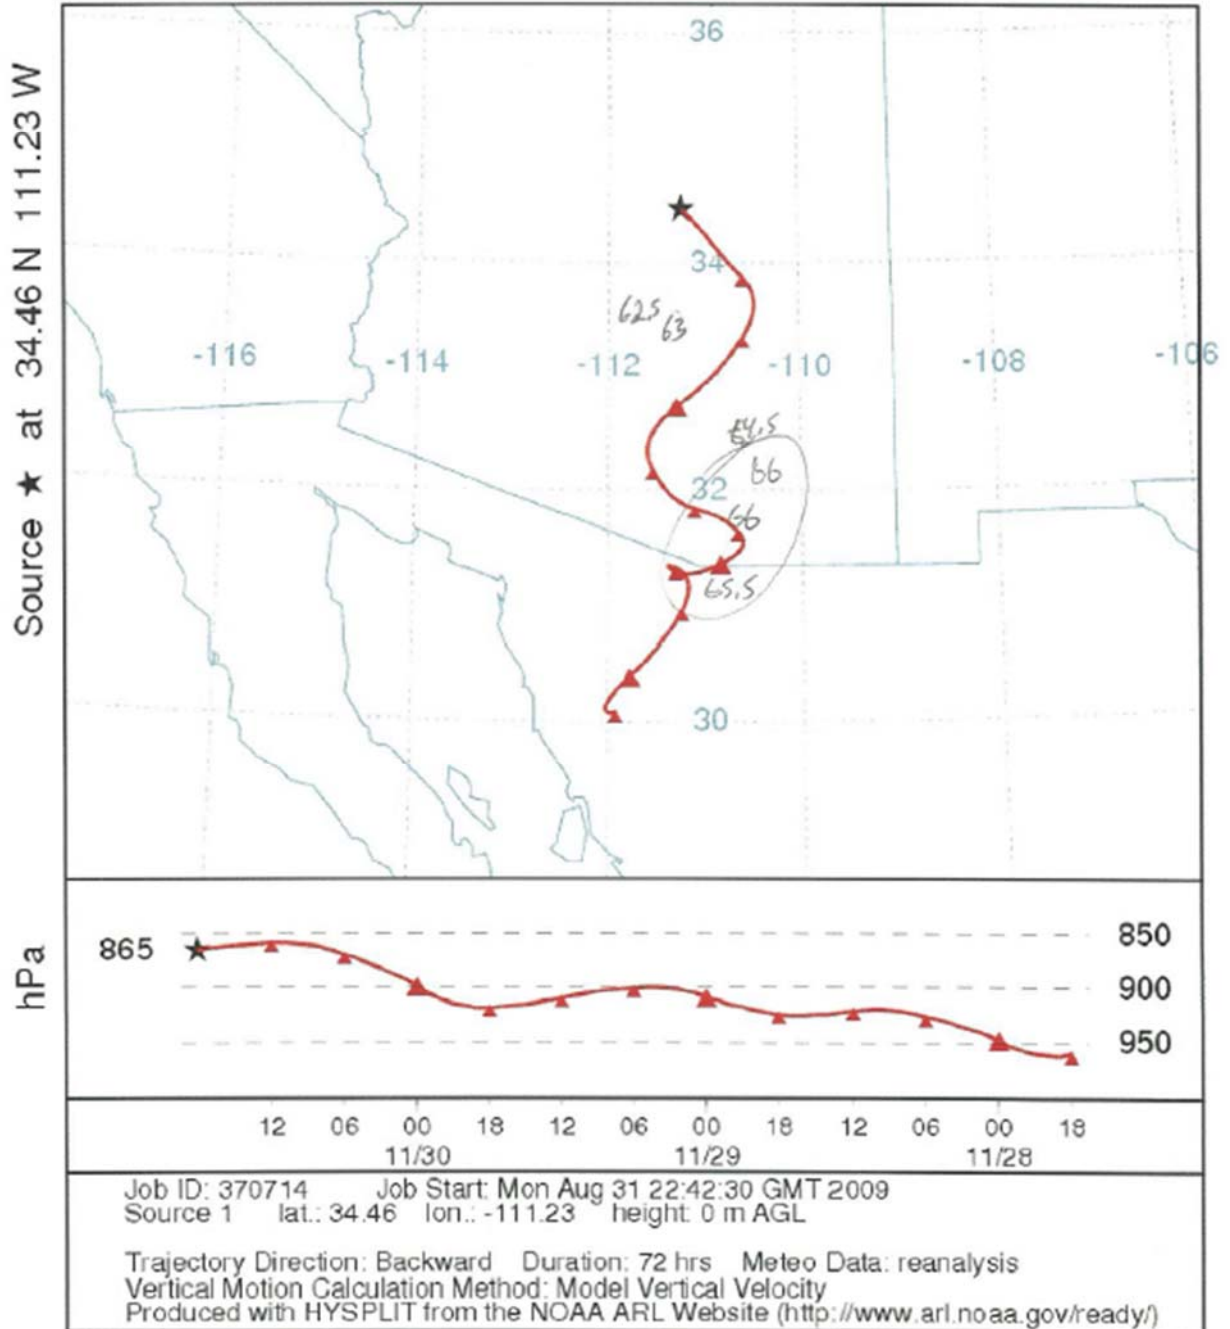 Source ★ at 34.46 N 111.23 W
36
34
62.5
63
-116 -114 -112 -110 -108 -106
64.5
66
32
66
65.5
30
hPa
865
850
900
950
12 06 00 18 12 06 00 18 12 06 00 18
11/30 11/29 11/28
Job ID: 370714 Job Start: Mon Aug 31 22:42:30 GMT 2009
Source 1 lat.: 34.46 lon.: -111.23 height: 0 m AGL
Trajectory Direction: Backward Duration: 72 hrs Meteo Data: reanalysis
Vertical Motion Calculation Method: Model Vertical Velocity
Produced with HYSPLIT from the NOAA ARL Website (http://www.arl.noaa.gov/ready/)